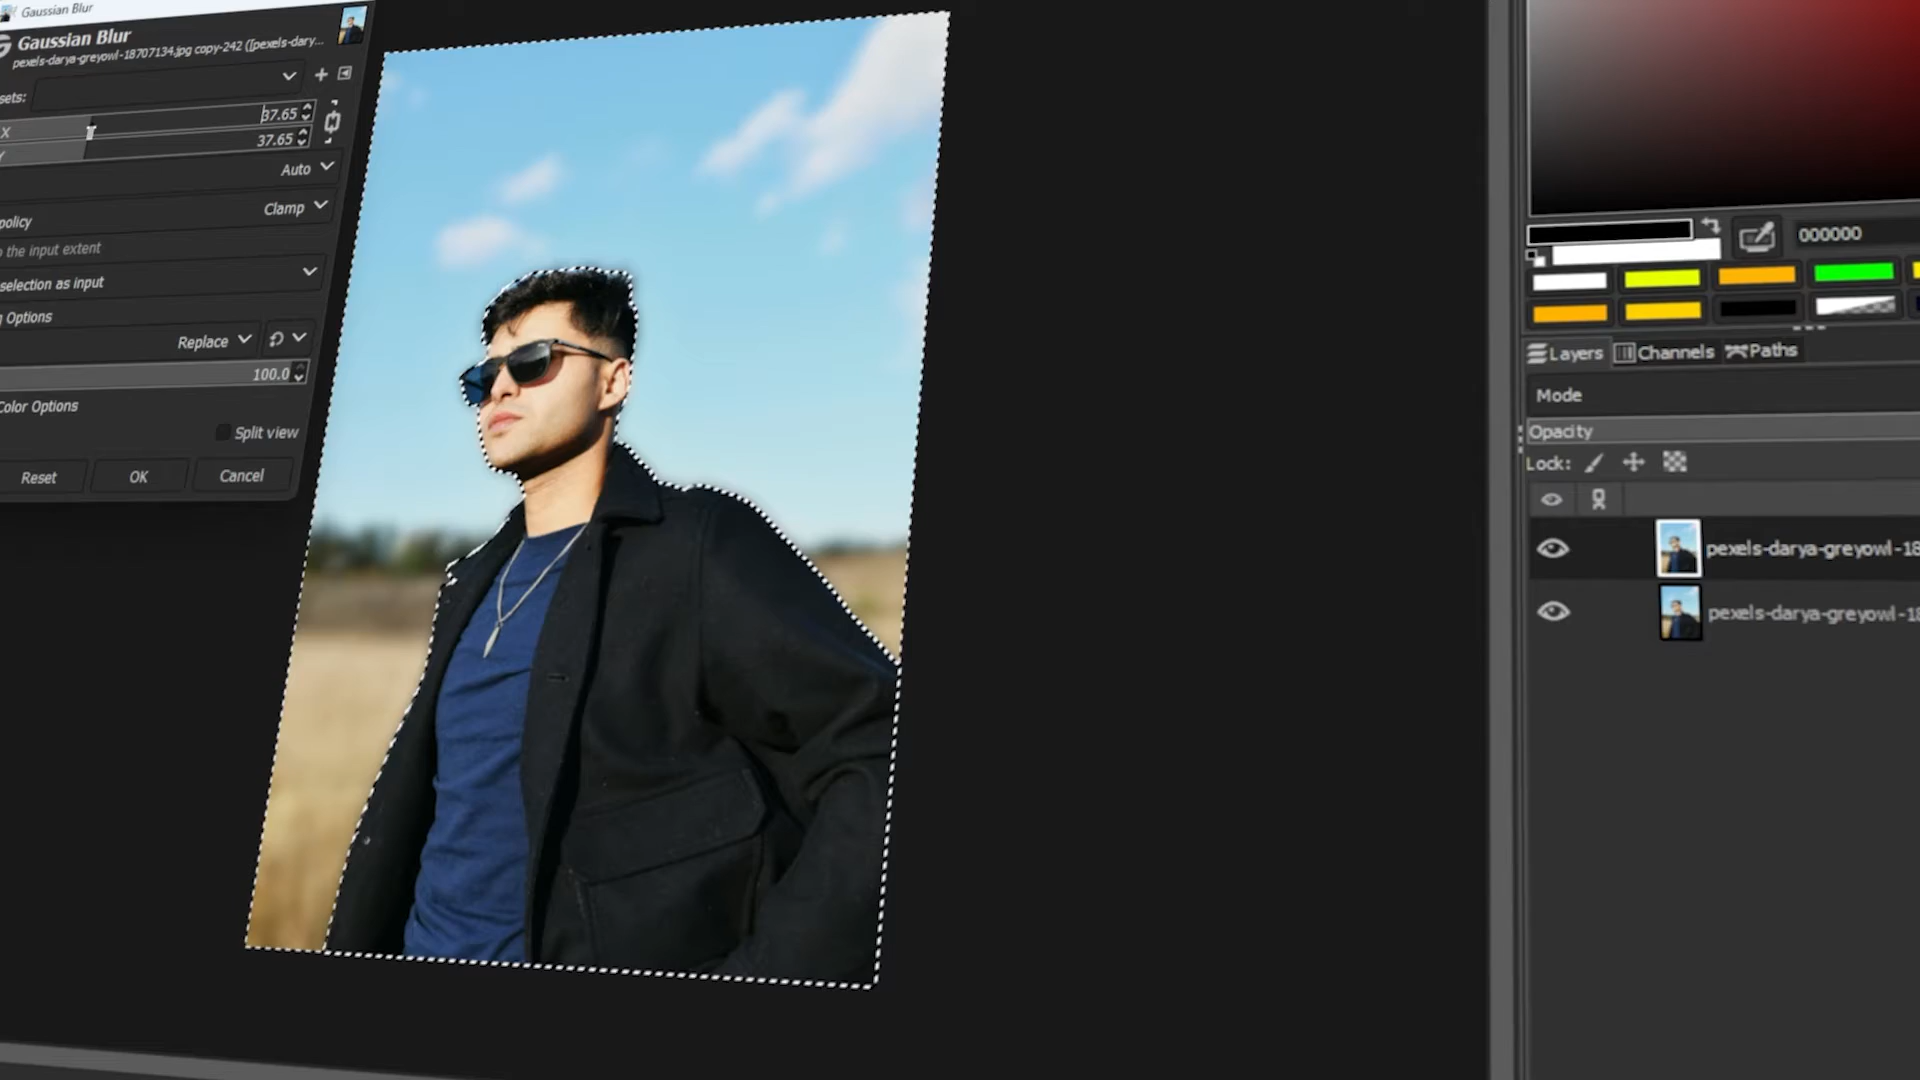 Gaussian Blur
Gaussian Blur
pexels-darya-greyowl-18707134.jpg copy-242 ([pexels-dary...
sets:
X 37.65
Y 37.65
Auto
policy Clamp
o the input extent
selection as input
g Options
Replace
100.0
Color Options
Split view
Reset OK Cancel
000000
Layers Channels Paths
Mode
Opacity
Lock:
pexels-darya-greyowl-18
pexels-darya-greyowl-18